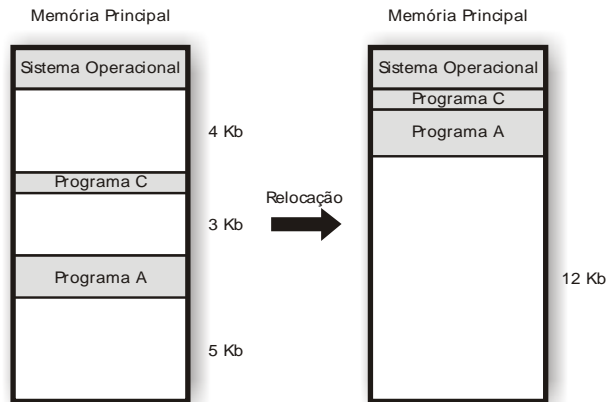 Memória Principal
Sistema Operacional
4 Kb
Programa C
3 Kb
Programa A
5 Kb
Relocação
Memória Principal
Sistema Operacional
Programa C
Programa A
12 Kb